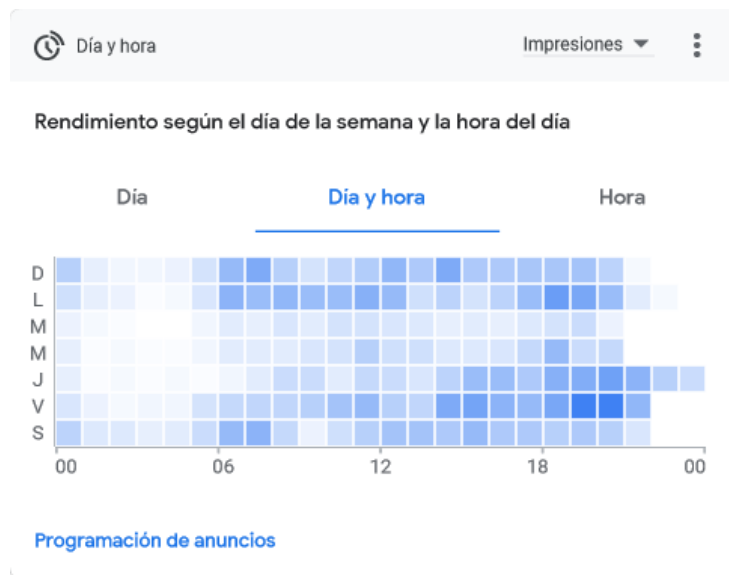 Día y hora
Impresiones
Rendimiento según el día de la semana y la hora del día
Día
Día y hora
Hora
D
L
M
M
J
V
S
00 06 12 18 00
Programación de anuncios